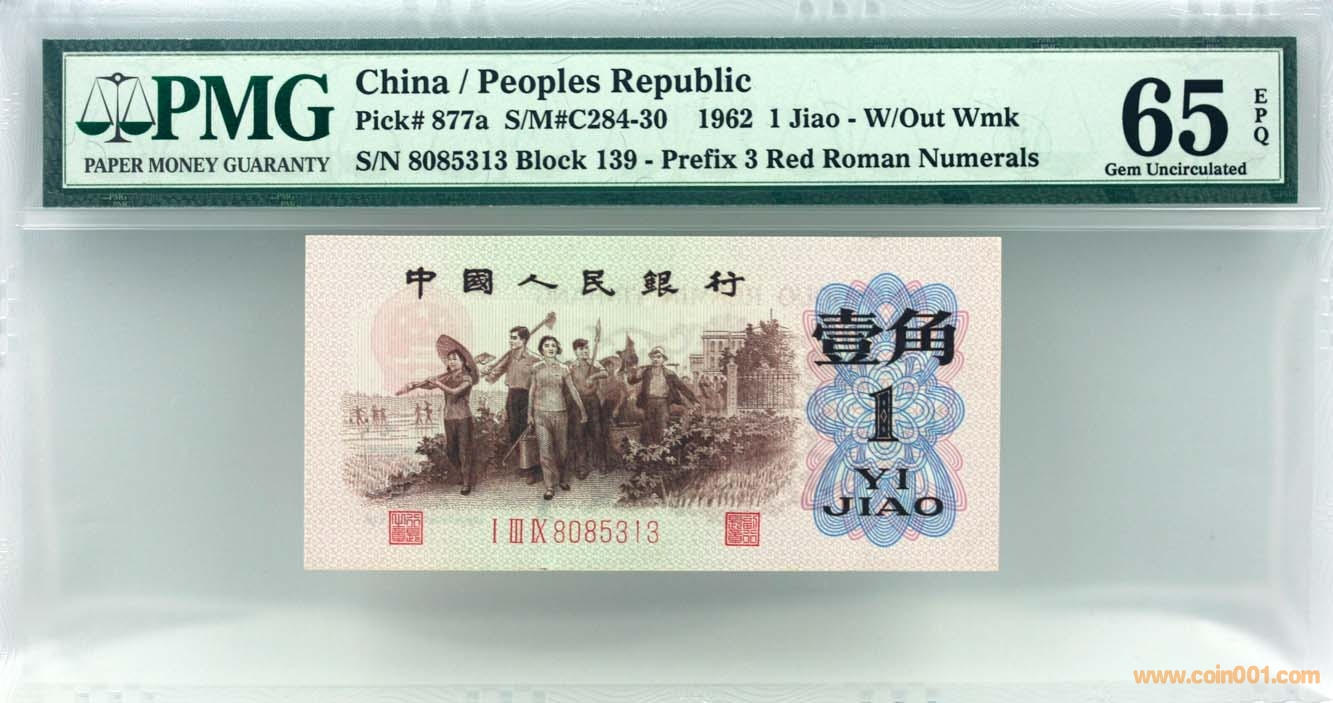 PMG
PAPER MONEY GUARANTY
China / Peoples Republic
Pick# 877a S/M#C284-30 1962 1 Jiao - W/Out Wmk
S/N 8085313 Block 139 - Prefix 3 Red Roman Numerals
65
EPQ
Gem Uncirculated
中國人民銀行
壹角
1
YI
JIAO
I III IX 8085313
www.coin001.com